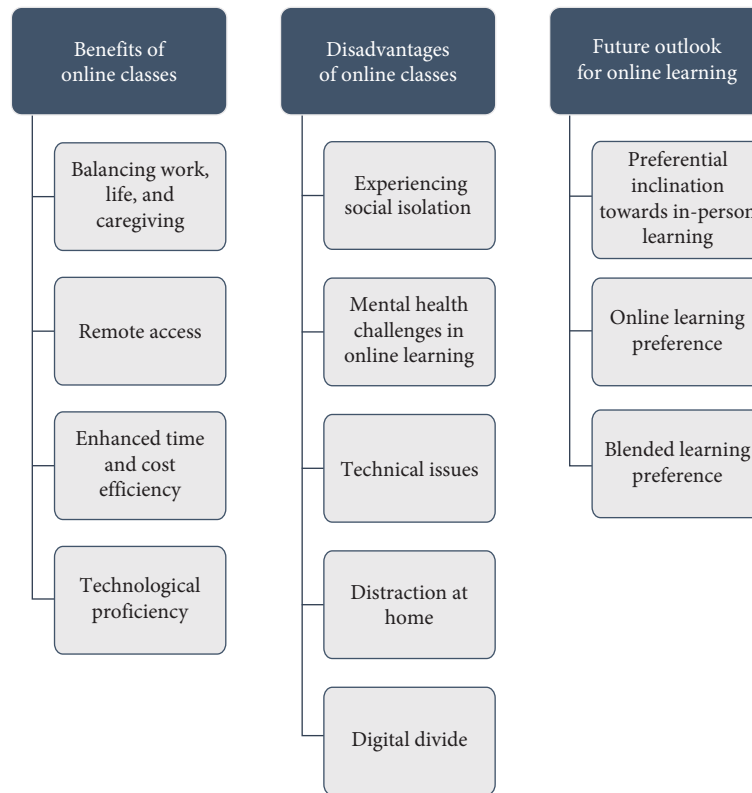 Benefits of
online classes
Balancing work,
life, and
caregiving
Remote access
Enhanced time
and cost
efficiency
Technological
proficiency
Disadvantages
of online classes
Experiencing
social isolation
Mental health
challenges in
online learning
Technical issues
Distraction at
home
Digital divide
Future outlook
for online learning
Preferential
inclination
towards in-person
learning
Online learning
preference
Blended learning
preference